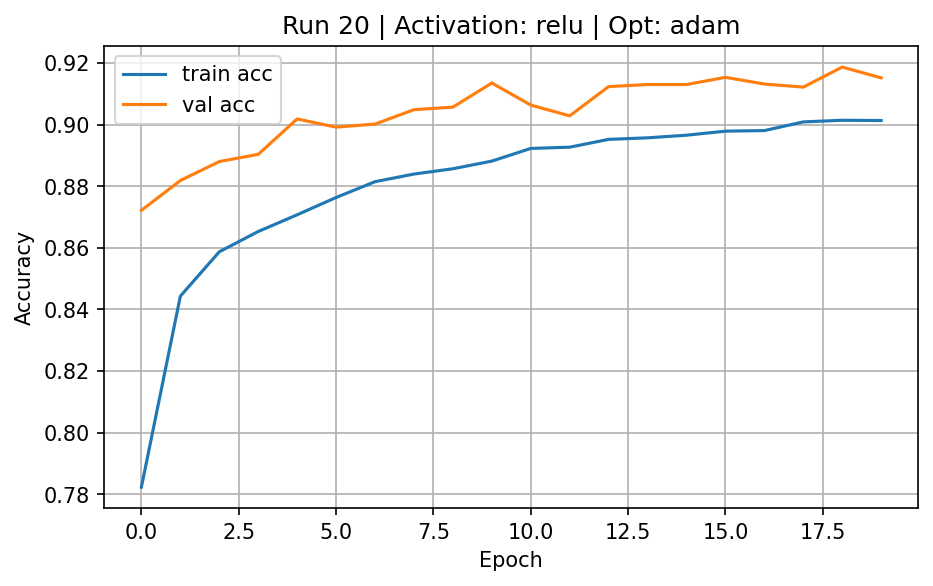 Run 20 | Activation: relu | Opt: adam
train acc
val acc
0.92
0.90
0.88
0.86
0.84
0.82
0.80
0.78
Accuracy
0.0 2.5 5.0 7.5 10.0 12.5 15.0 17.5
Epoch